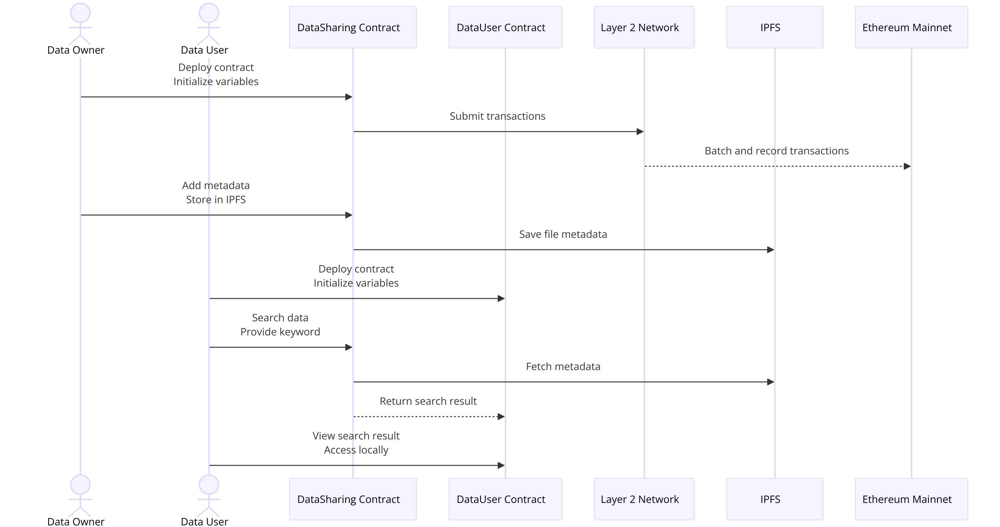 Data Owner
Data User
DataSharing Contract
DataUser Contract
Layer 2 Network
IPFS
Ethereum Mainnet
Deploy contract
Initialize variables
Submit transactions
Batch and record transactions
Add metadata
Store in IPFS
Save file metadata
Deploy contract
Initialize variables
Search data
Provide keyword
Fetch metadata
Return search result
View search result
Access locally
Data Owner
Data User
DataSharing Contract
DataUser Contract
Layer 2 Network
IPFS
Ethereum Mainnet